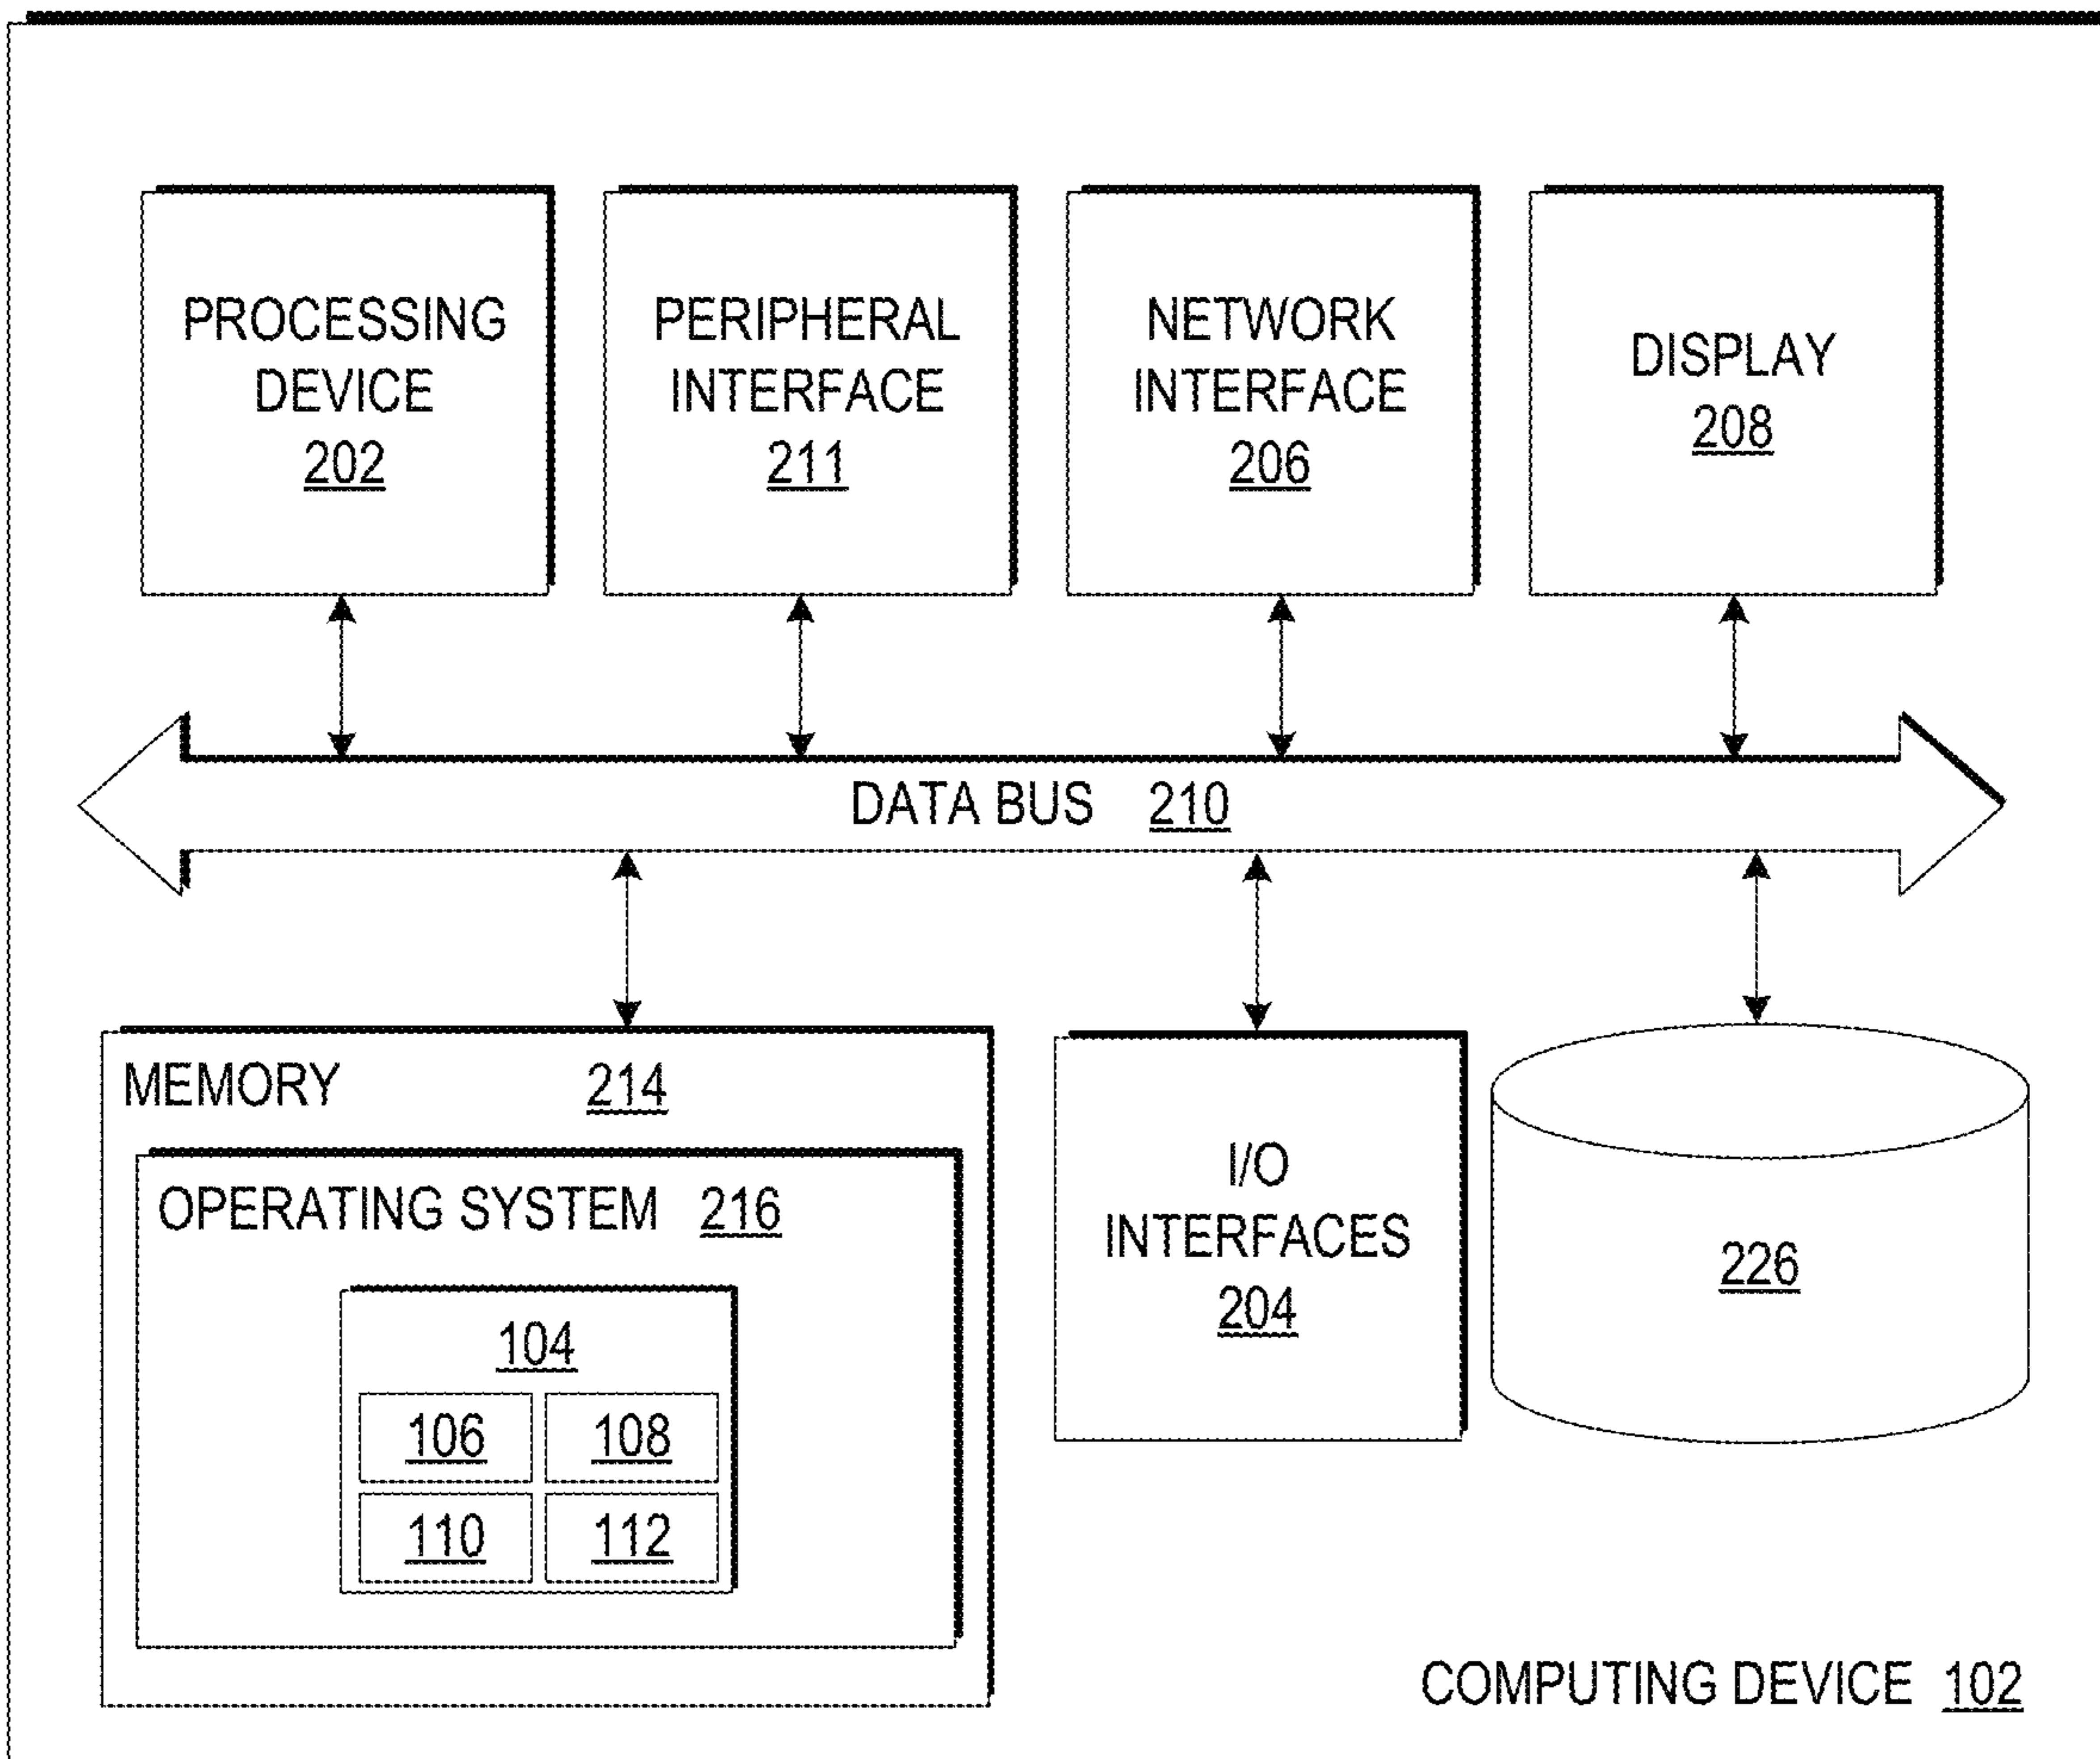 PROCESSING
DEVICE
202
PERIPHERAL
INTERFACE
211
NETWORK
INTERFACE
206
DISPLAY
208
DATA BUS 210
MEMORY 214
OPERATING SYSTEM 216
104
106 108
110 112
I/O
INTERFACES
204
226
COMPUTING DEVICE 102